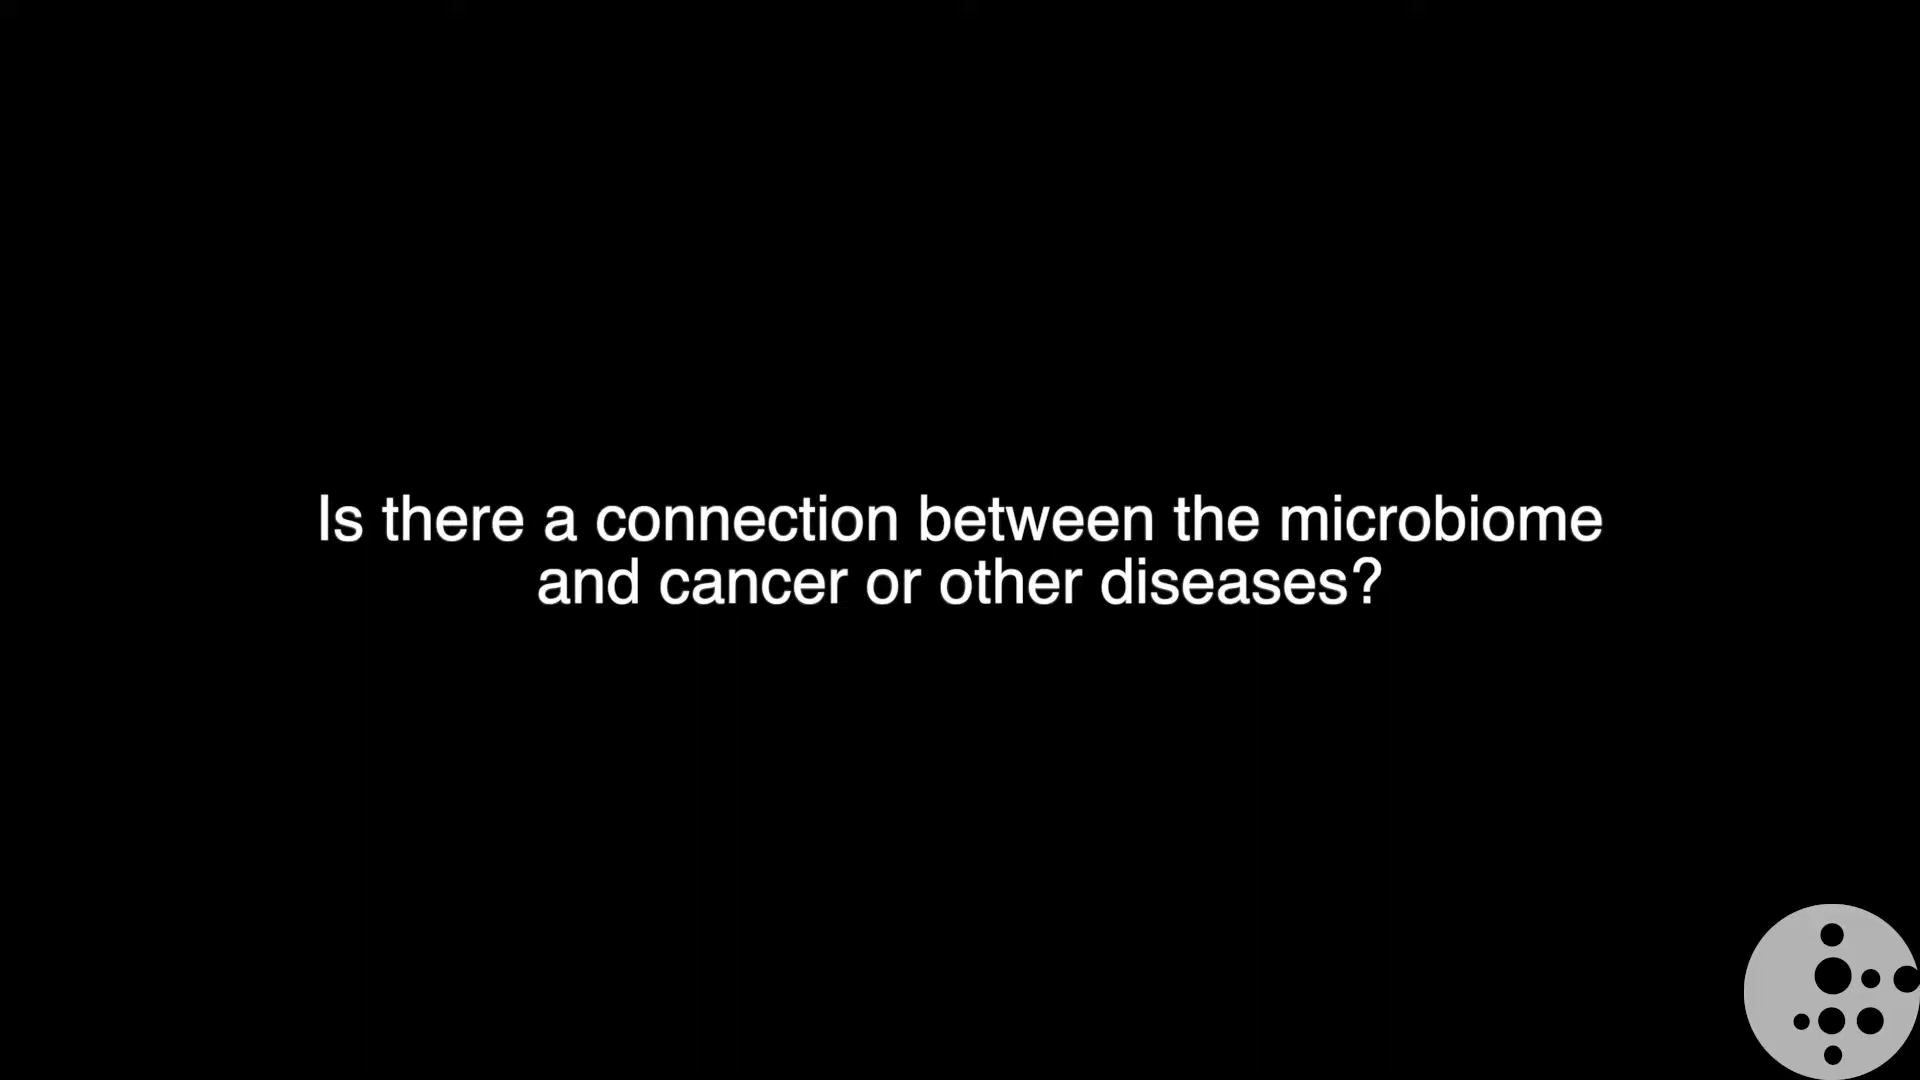 Is there a connection between the microbiome
and cancer or other diseases?